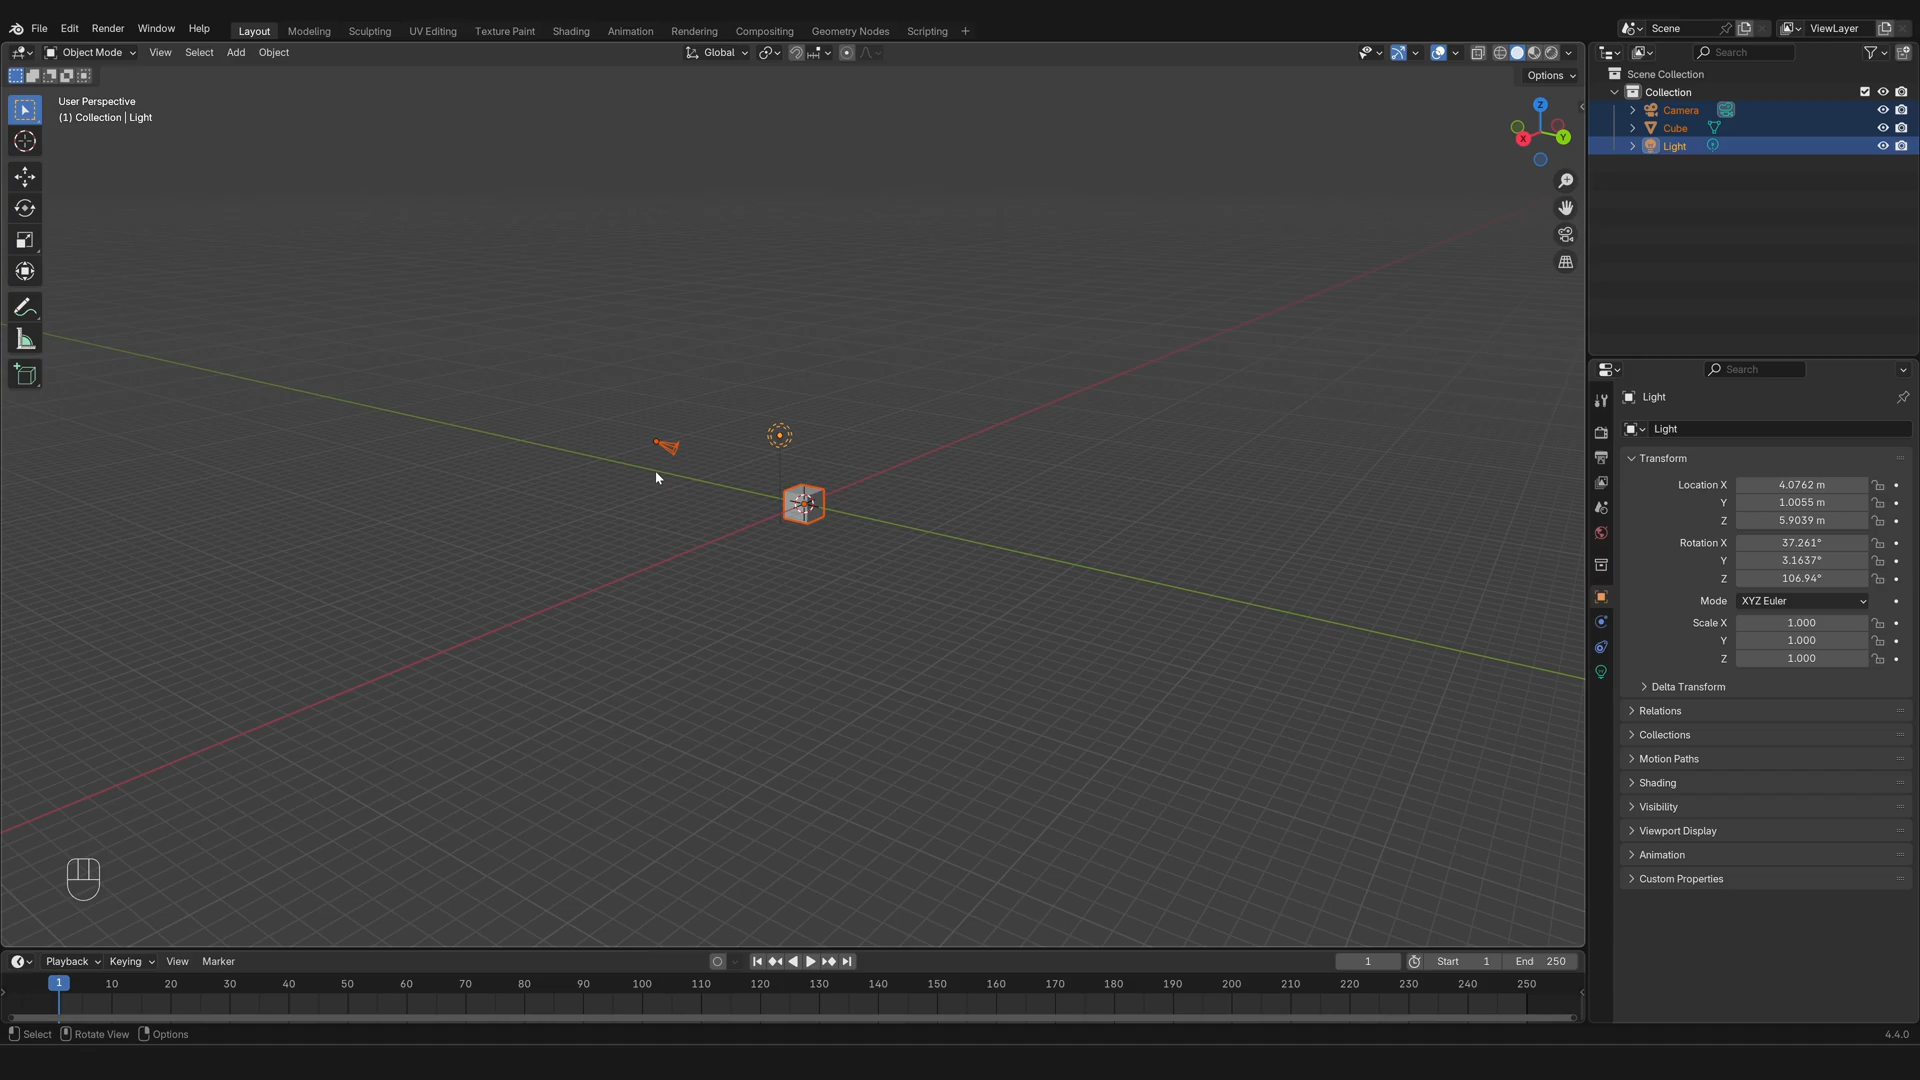 File Edit Render Window Help Layout Modeling Sculpting UV Editing Texture Paint Shading Animation Rendering Compositing Geometry Nodes Scripting + Scene ViewLayer
Object Mode View Select Add Object Global Search
Options
User Perspective
(1) Collection | Light
Z
X
Y
Scene Collection
Collection
Camera
Cube
Light
Search
Light
Light
Transform
Location X 4.0762 m
Y 1.0055 m
Z 5.9039 m
Rotation X 37.261°
Y 3.1637°
Z 106.94°
Mode XYZ Euler
Scale X 1.000
Y 1.000
Z 1.000
Delta Transform
Relations
Collections
Motion Paths
Shading
Visibility
Viewport Display
Animation
Custom Properties
Playback Keying View Marker 1 Start 1 End 250
1 10 20 30 40 50 60 70 80 90 100 110 120 130 140 150 160 170 180 190 200 210 220 230 240 250
Select Rotate View Options 4.4.0